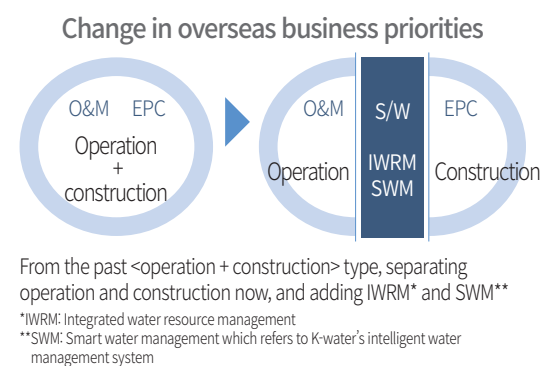 Change in overseas business priorities
O&M EPC
Operation
+
construction
O&M
Operation
S/W
IWRM
SWM
EPC
Construction
From the past <operation + construction> type, separating
operation and construction now, and adding IWRM* and SWM**
*IWRM: Integrated water resource management
**SWM: Smart water management which refers to K-water's intelligent water
management system